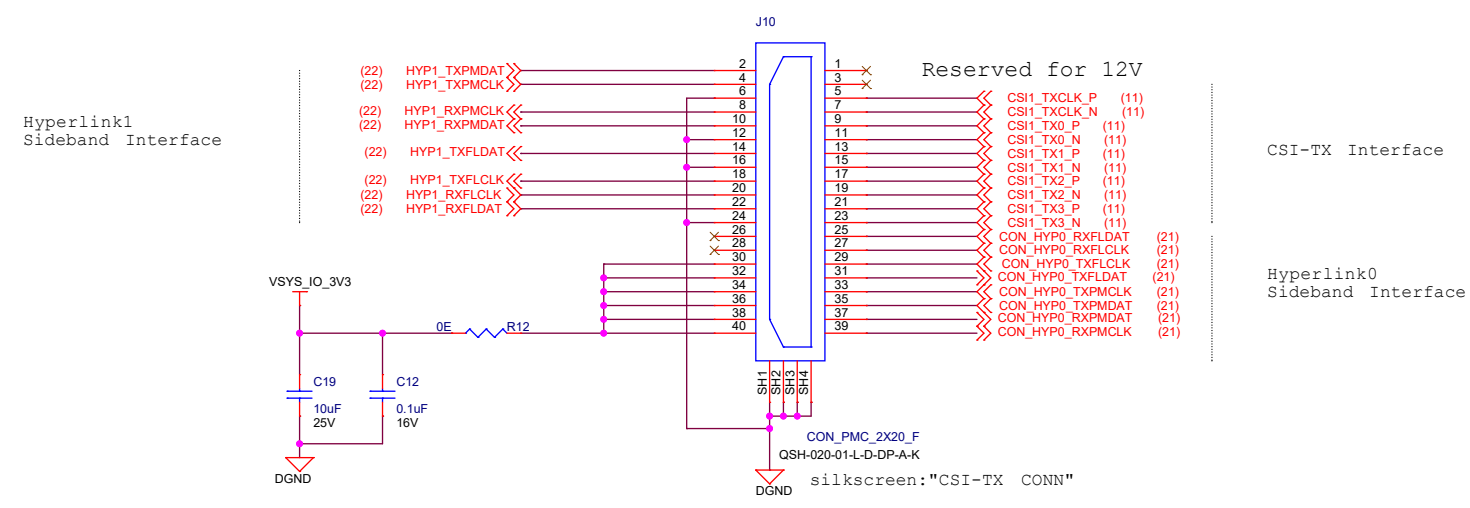 J10
(22) HYP1_TXPMDAT 2 1
(22) HYP1_TXPMCLK 4 3
Reserved for 12V
6 5 CSI1_TXCLK_P (11)
(22) HYP1_RXPMCLK 8 7 CSI1_TXCLK_N (11)
(22) HYP1_RXPMDAT 10 9 CSI1_TX0_P (11)
12 11 CSI1_TX0_N (11)
(22) HYP1_TXFLDAT 14 13 CSI1_TX1_P (11)
16 15 CSI1_TX1_N (11)
(22) HYP1_TXFLCLK 18 17 CSI1_TX2_P (11)
(22) HYP1_RXFLCLK 20 19 CSI1_TX2_N (11)
(22) HYP1_RXFLDAT 22 21 CSI1_TX3_P (11)
24 23 CSI1_TX3_N (11)
26 25 CON_HYP0_RXFLDAT (21)
28 27 CON_HYP0_RXFLCLK (21)
30 29 CON_HYP0_TXFLCLK (21)
32 31 CON_HYP0_TXFLDAT (21)
34 33 CON_HYP0_TXPMCLK (21)
36 35 CON_HYP0_TXPMDAT (21)
38 37 CON_HYP0_RXPMDAT (21)
40 39 CON_HYP0_RXPMCLK (21)
Hyperlink1
Sideband Interface
CSI-TX Interface
Hyperlink0
Sideband Interface
VSYS_IO_3V3
0E R12
C19
10uF
25V
C12
0.1uF
16V
DGND
SH1
SH2
SH3
SH4
CON_PMC_2X20_F
QSH-020-01-L-D-DP-A-K
DGND
silkscreen:"CSI-TX CONN"